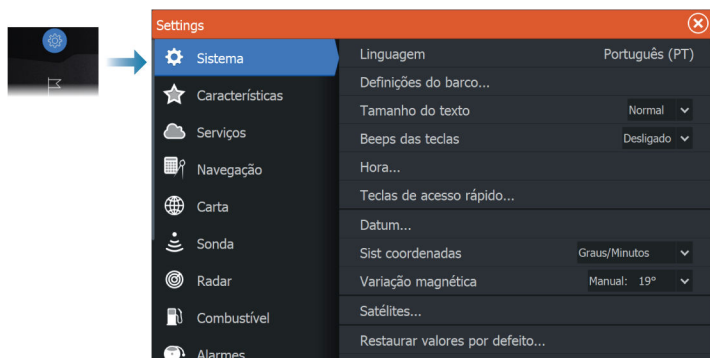 Settings
Sistema
Características
Serviços
Navegação
Carta
Sonda
Radar
Combustível
Alarmes
Linguagem Português (PT)
Definições do barco...
Tamanho do texto Normal
Beeps das teclas Desligado
Hora...
Teclas de acesso rápido...
Datum...
Sist coordenadas Graus/Minutos
Variação magnética Manual: 19°
Satélites...
Restaurar valores por defeito...